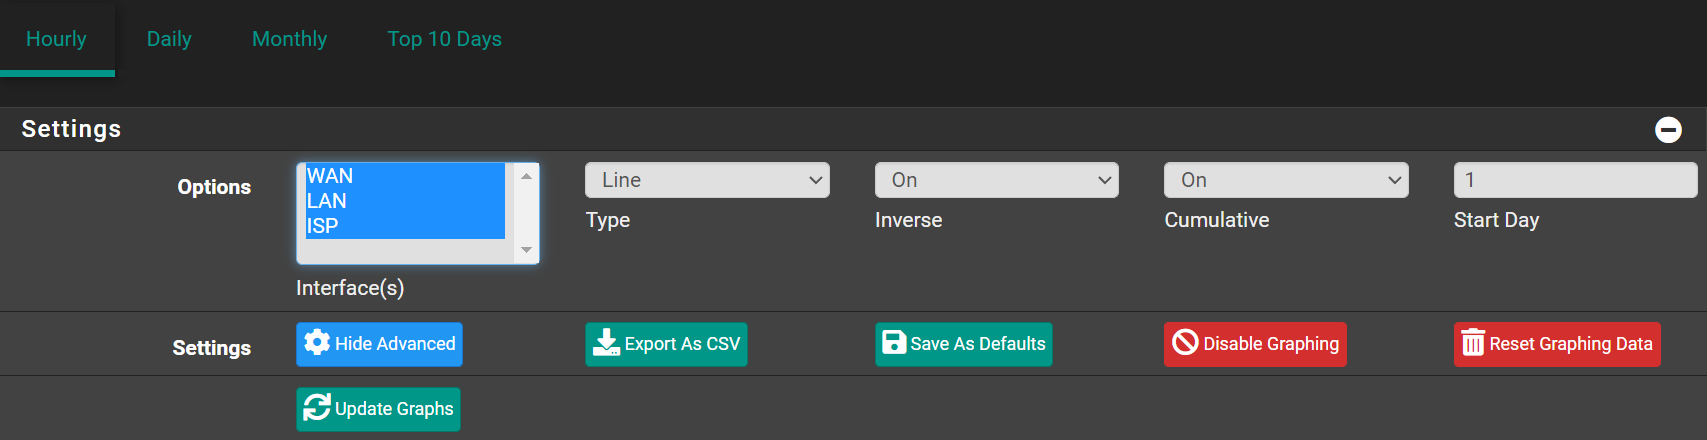 Hourly Daily Monthly Top 10 Days
Settings
Options WAN Line On On 1
LAN
ISP
Type Inverse Cumulative Start Day
Interface(s)
Settings Hide Advanced Export As CSV Save As Defaults Disable Graphing Reset Graphing Data
Update Graphs